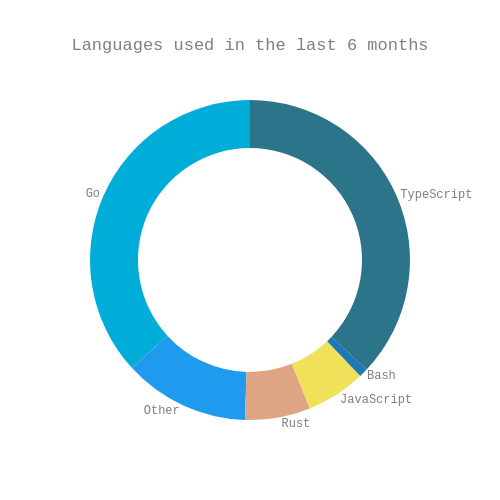 Languages used in the last 6 months
Go
TypeScript
Bash
JavaScript
Other
Rust